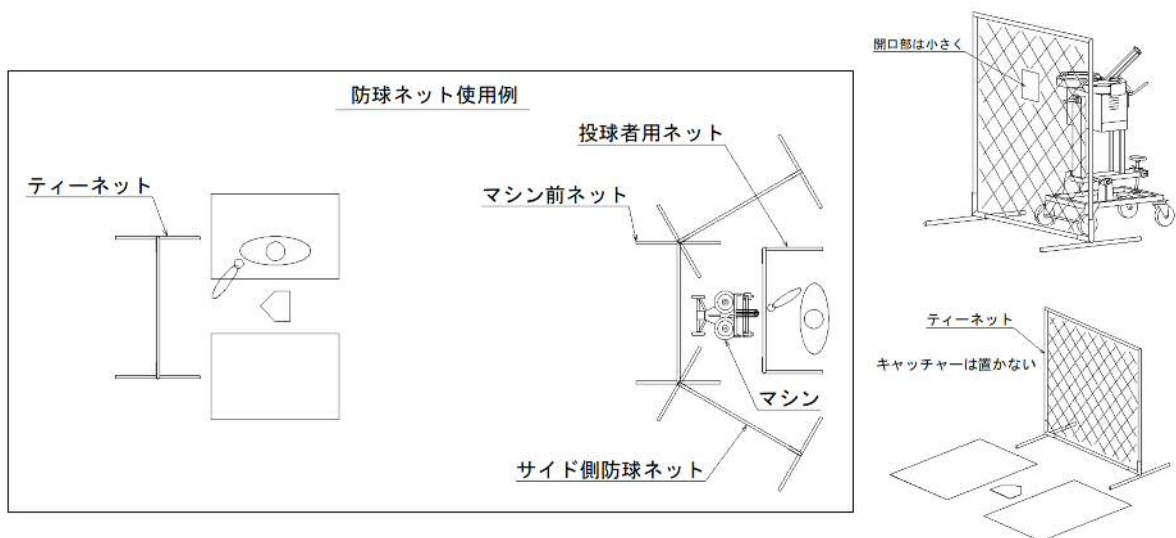 防球ネット使用例
投球者用ネット
ティーネット
マシン前ネット
マシン
サイド側防球ネット
開口部は小さく
ティーネット
キャッチャーは置かない